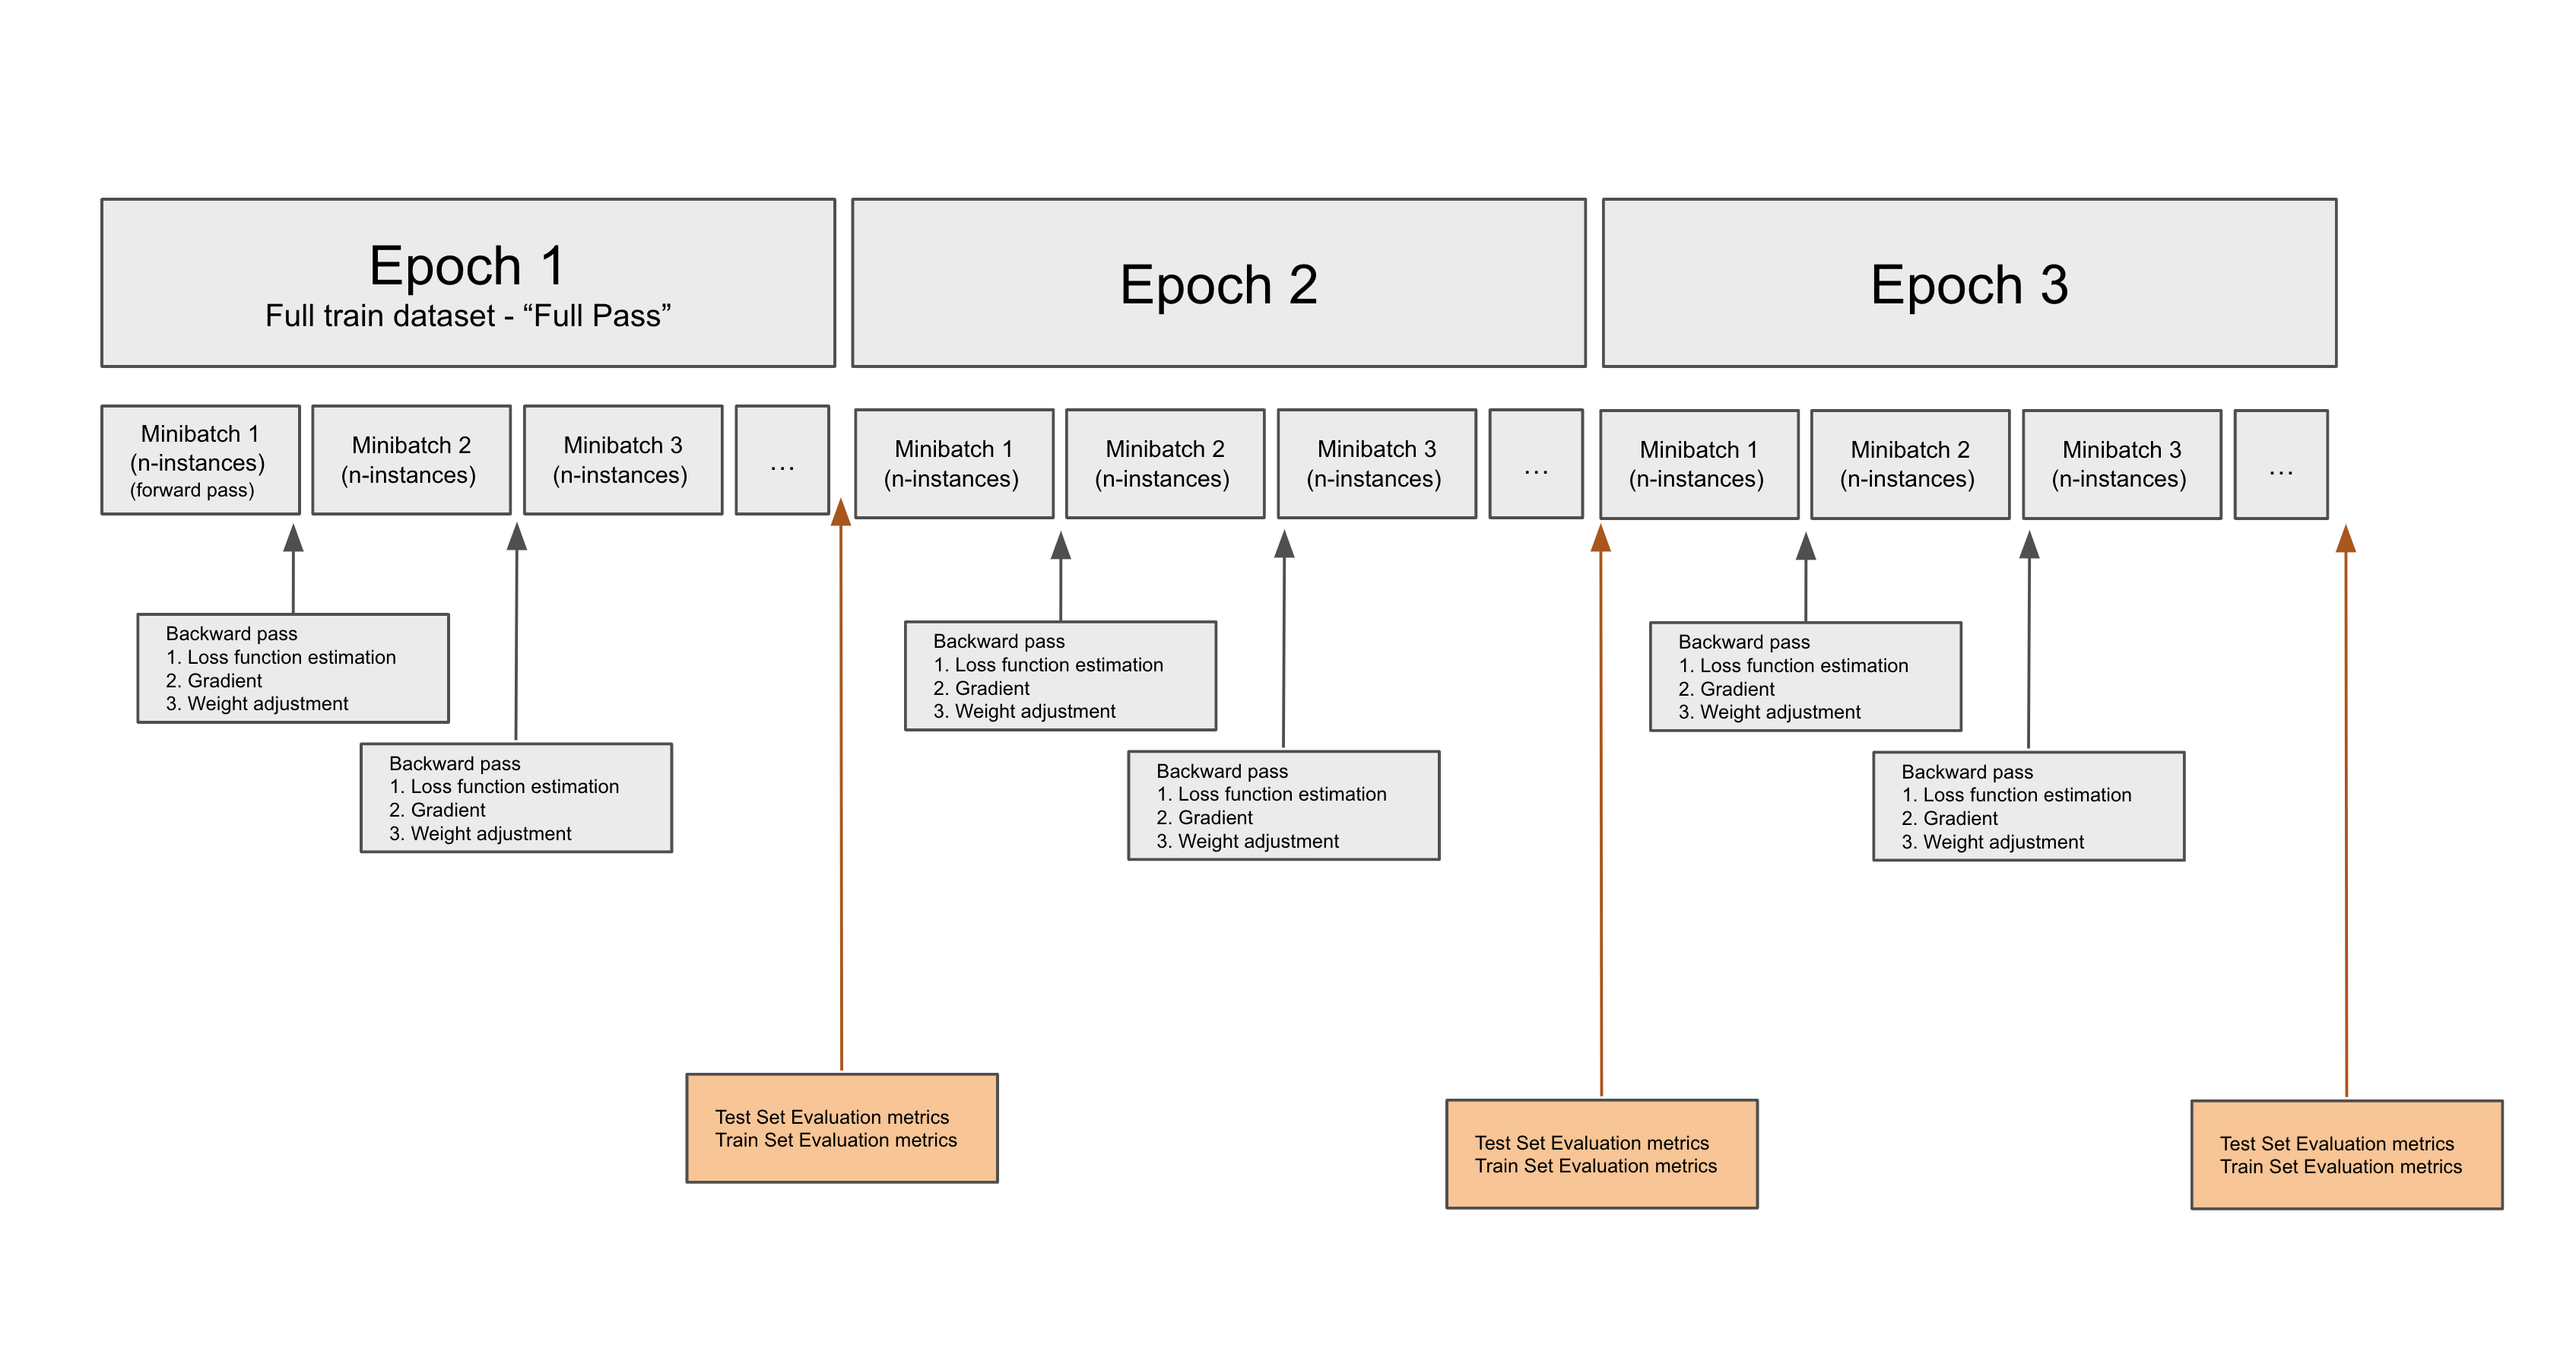 Epoch 1
Full train dataset - “Full Pass”
Epoch 2
Epoch 3
Minibatch 1
(n-instances)
(forward pass)
Minibatch 2
(n-instances)
Minibatch 3
(n-instances)
...
Minibatch 1
(n-instances)
Minibatch 2
(n-instances)
Minibatch 3
(n-instances)
...
Minibatch 1
(n-instances)
Minibatch 2
(n-instances)
Minibatch 3
(n-instances)
...
Backward pass
1. Loss function estimation
2. Gradient
3. Weight adjustment
Backward pass
1. Loss function estimation
2. Gradient
3. Weight adjustment
Backward pass
1. Loss function estimation
2. Gradient
3. Weight adjustment
Backward pass
1. Loss function estimation
2. Gradient
3. Weight adjustment
Backward pass
1. Loss function estimation
2. Gradient
3. Weight adjustment
Backward pass
1. Loss function estimation
2. Gradient
3. Weight adjustment
Test Set Evaluation metrics
Train Set Evaluation metrics
Test Set Evaluation metrics
Train Set Evaluation metrics
Test Set Evaluation metrics
Train Set Evaluation metrics